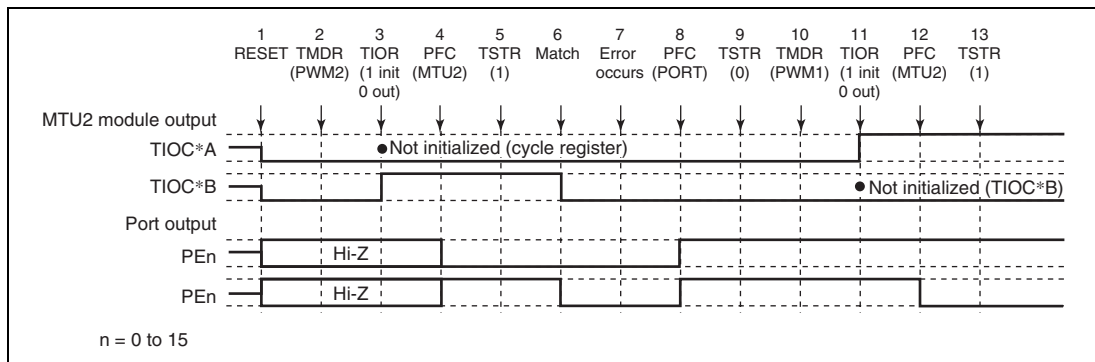 1 2 3 4 5 6 7 8 9 10 11 12 13
RESET TMDR TIOR PFC TSTR Match Error PFC TSTR TMDR TIOR PFC TSTR
(PWM2) (1 init (MTU2) (1) occurs (PORT) (0) (PWM1) (1 init (MTU2) (1)
0 out) 0 out)
MTU2 module output
TIOC*A ●Not initialized (cycle register)
TIOC*B ●Not initialized (TIOC*B)
Port output
PEn Hi-Z
PEn Hi-Z
n = 0 to 15